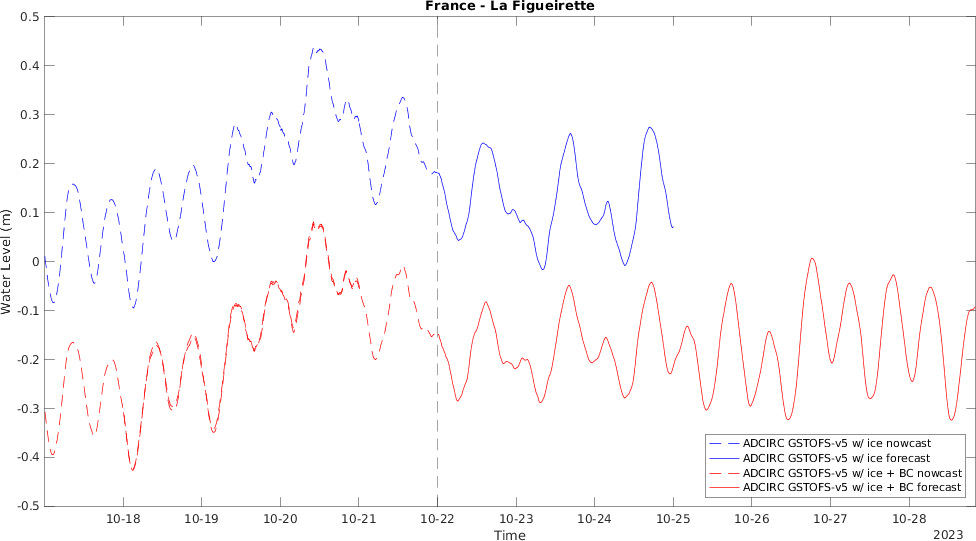 France - La Figueirette
0.5
0.4
0.3
0.2
0.1
0
-0.1
-0.2
-0.3
-0.4
-0.5
Water Level (m)
ADCIRC GSTOFS-v5 w/ ice nowcast
ADCIRC GSTOFS-v5 w/ ice forecast
ADCIRC GSTOFS-v5 w/ ice + BC nowcast
ADCIRC GSTOFS-v5 w/ ice + BC forecast
10-18 10-19 10-20 10-21 10-22 10-23 10-24 10-25 10-26 10-27 10-28
Time
2023